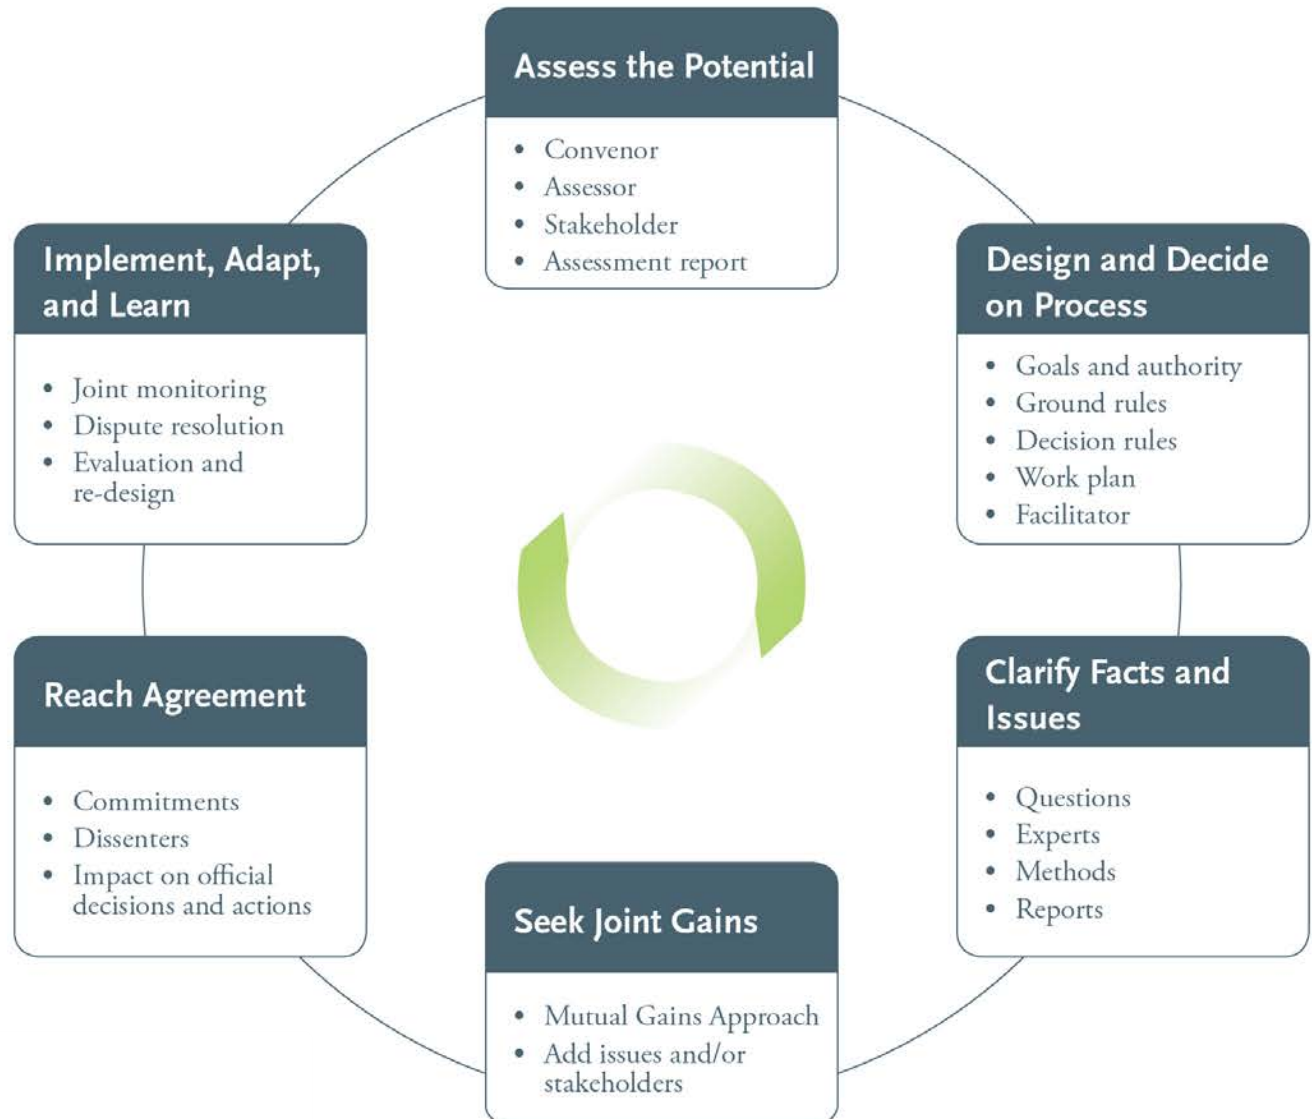 Assess the Potential
• Convenor
• Assessor
• Stakeholder
• Assessment report
Design and Decide
on Process
• Goals and authority
• Ground rules
• Decision rules
• Work plan
• Facilitator
Clarify Facts and
Issues
• Questions
• Experts
• Methods
• Reports
Seek Joint Gains
• Mutual Gains Approach
• Add issues and/or
stakeholders
Reach Agreement
• Commitments
• Dissenters
• Impact on official
decisions and actions
Implement, Adapt,
and Learn
• Joint monitoring
• Dispute resolution
• Evaluation and
re-design